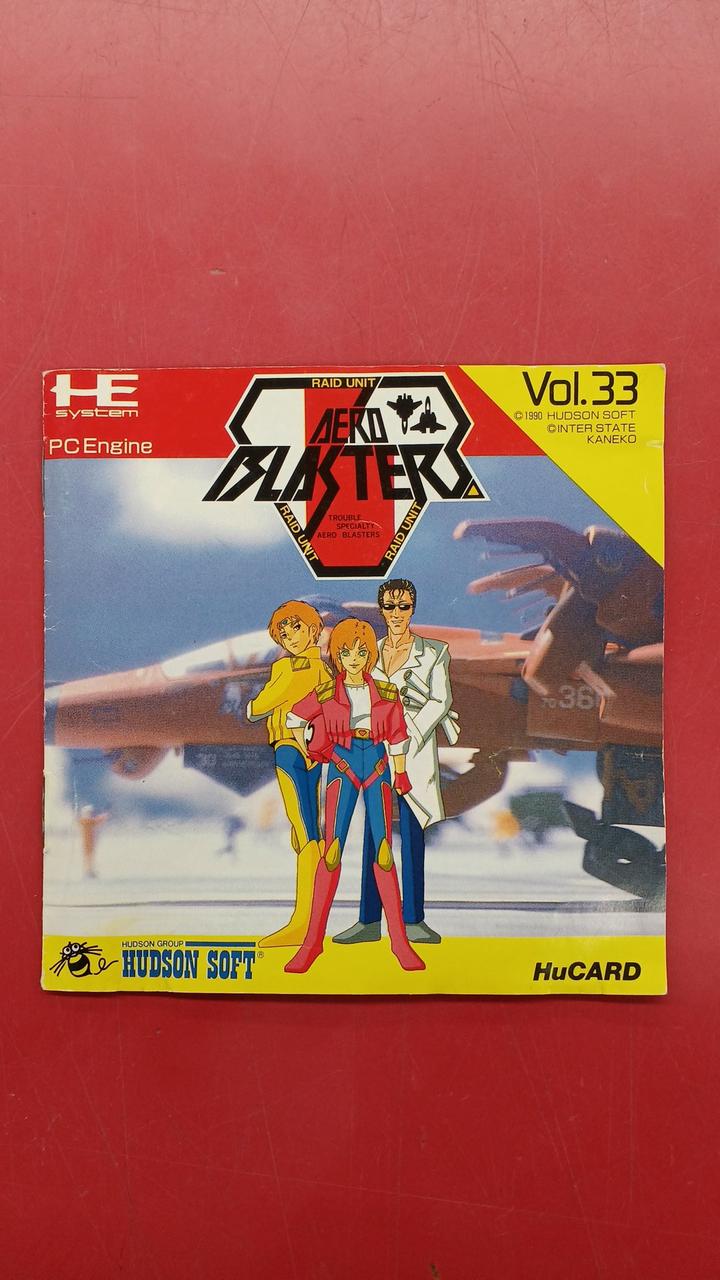 HE
system
PC Engine
RAID UNIT
AERO
BLASTERS
RAID UNIT
TROUBLE
SPECIALTY
AERO BLASTERS
RAID UNIT
Vol.33
©1990 HUDSON SOFT
©INTER STATE
KANEKO
36
HUDSON GROUP
HUDSON SOFT®
HuCARD